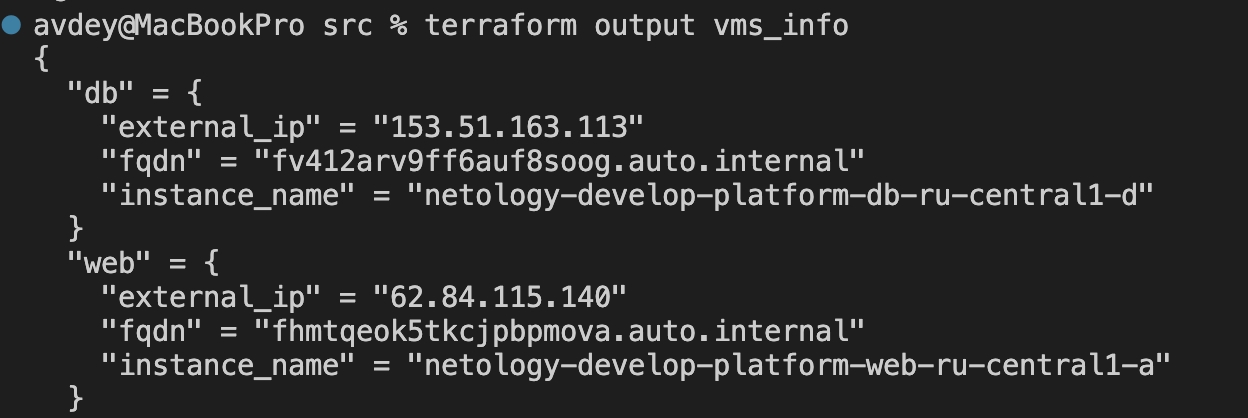 avdey@MacBookPro src % terraform output vms_info
{
  "db" = {
    "external_ip" = "153.51.163.113"
    "fqdn" = "fv412arv9ff6auf8soog.auto.internal"
    "instance_name" = "netology-develop-platform-db-ru-central1-d"
  }
  "web" = {
    "external_ip" = "62.84.115.140"
    "fqdn" = "fhmtqeok5tkcjpbpmova.auto.internal"
    "instance_name" = "netology-develop-platform-web-ru-central1-a"
  }